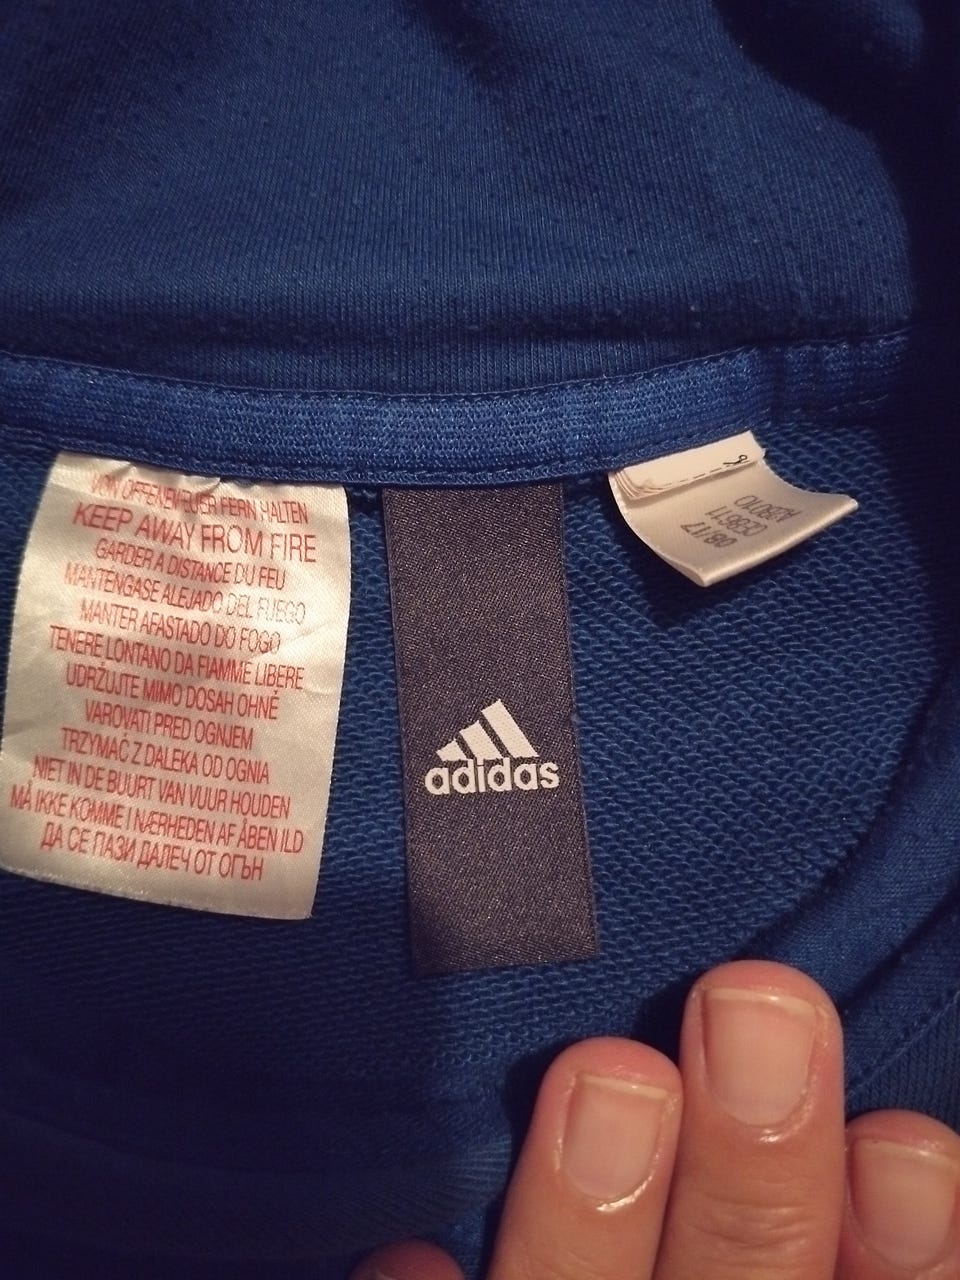 VON OFFENEM FEUER FERN HALTEN
KEEP AWAY FROM FIRE
GARDER A DISTANCE DU FEU
MANTENGASE ALEJADO DEL FUEGO
MANTER AFASTADO DO FOGO
TENERE LONTANO DA FIAMME LIBERE
UDRŽUJTE MIMO DOSAH OHNĚ
VAROVATI PRED OGNJEM
TRZYMAĆ Z DALEKA OD OGNIA
NIET IN DE BUURT VAN VUUR HOUDEN
MÅ IKKE KOMME I NÆRHEDEN AF ÅBEN ILD
ДА СЕ ПАЗИ ДАЛЕЧ ОТ ОГЪН
adidas
08/17